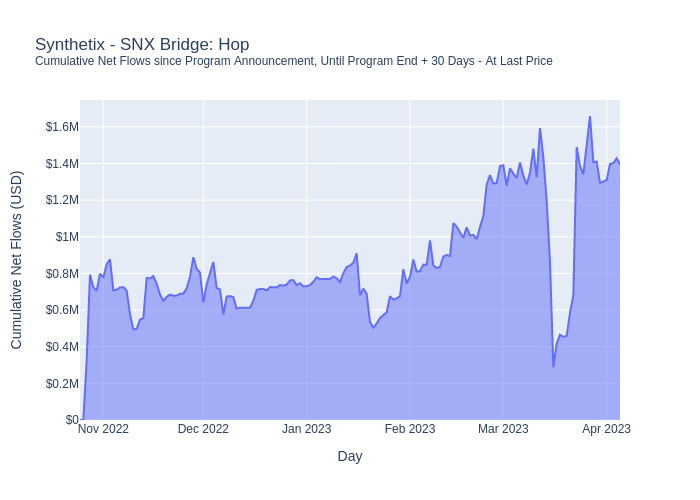 Synthetix - SNX Bridge: Hop
Cumulative Net Flows since Program Announcement, Until Program End + 30 Days - At Last Price
Cumulative Net Flows (USD)
$1.6M
$1.4M
$1.2M
$1M
$0.8M
$0.6M
$0.4M
$0.2M
$0
Nov 2022
Dec 2022
Jan 2023
Feb 2023
Mar 2023
Apr 2023
Day